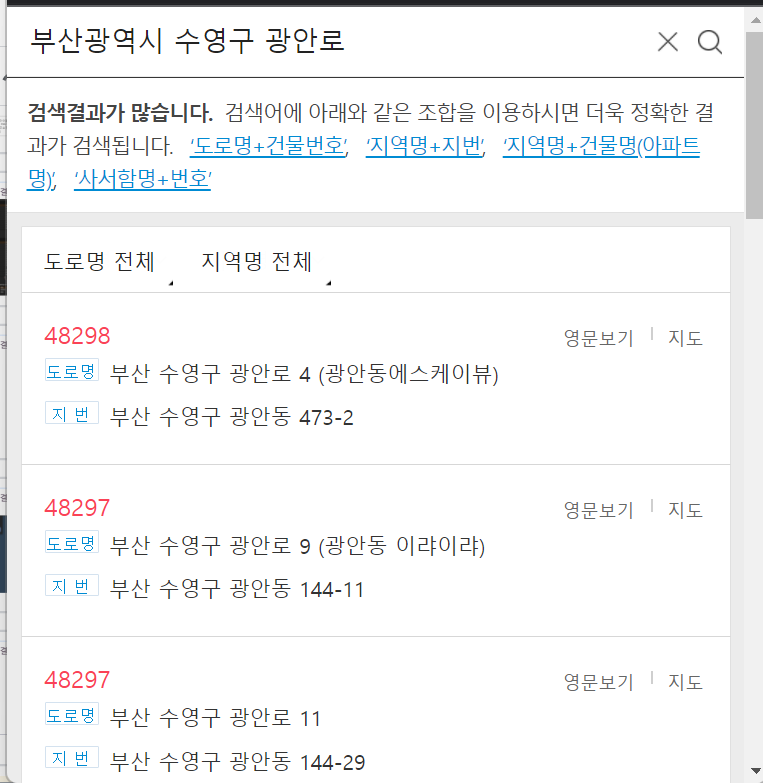 부산광역시 수영구 광안로
검색결과가 많습니다. 검색어에 아래와 같은 조합을 이용하시면 더욱 정확한 결
과가 검색됩니다. ‘도로명+건물번호’, ‘지역명+지번’, ‘지역명+건물명(아파트
명)’, ‘사서함명+번호’
도로명 전체 지역명 전체
48298 영문보기 지도
도로명 부산 수영구 광안로 4 (광안동에스케이뷰)
지 번 부산 수영구 광안동 473-2
48297 영문보기 지도
도로명 부산 수영구 광안로 9 (광안동 이랴이랴)
지 번 부산 수영구 광안동 144-11
48297 영문보기 지도
도로명 부산 수영구 광안로 11
지 번 부산 수영구 광안동 144-29